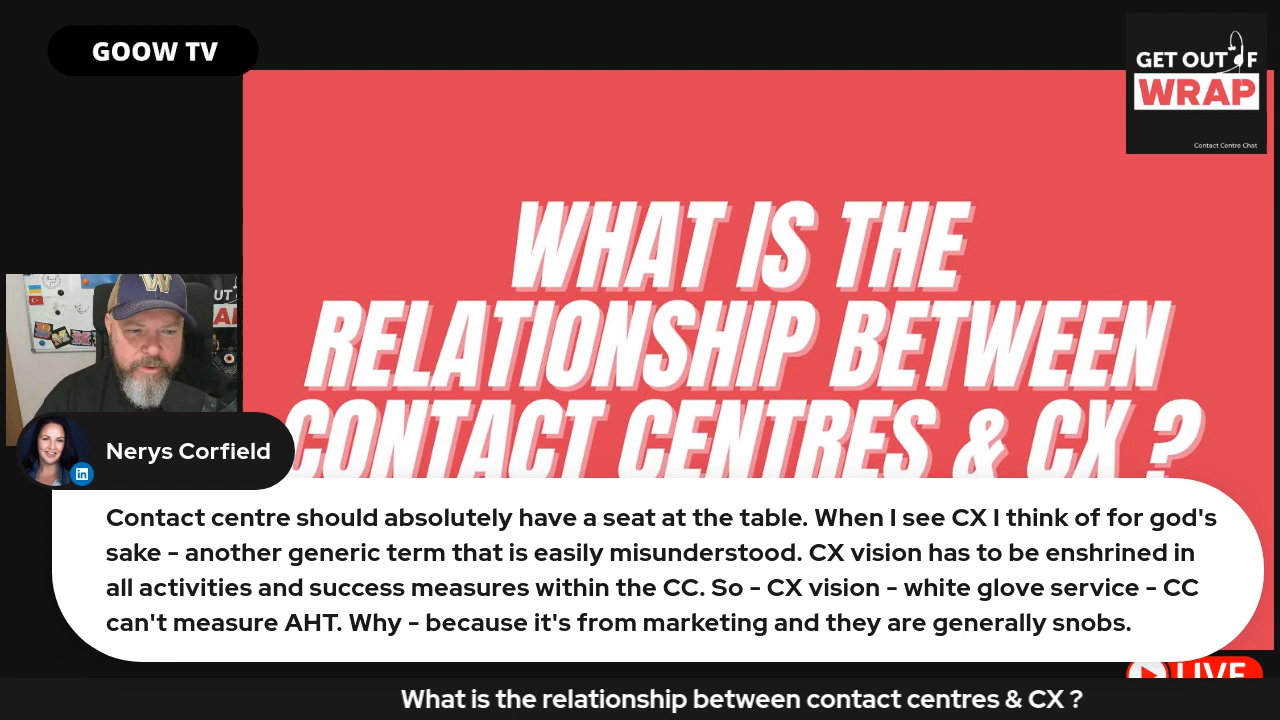 GOOW TV
GET OUT OF
WRAP
Contact Centre Chat
WHAT IS THE
RELATIONSHIP BETWEEN
CONTACT CENTRES & CX ?
W
Nerys Corfield
in
Contact centre should absolutely have a seat at the table. When I see CX I think of for god's
sake - another generic term that is easily misunderstood. CX vision has to be enshrined in
all activities and success measures within the CC. So - CX vision - white glove service - CC
can't measure AHT. Why - because it's from marketing and they are generally snobs.
LIVE
What is the relationship between contact centres & CX ?